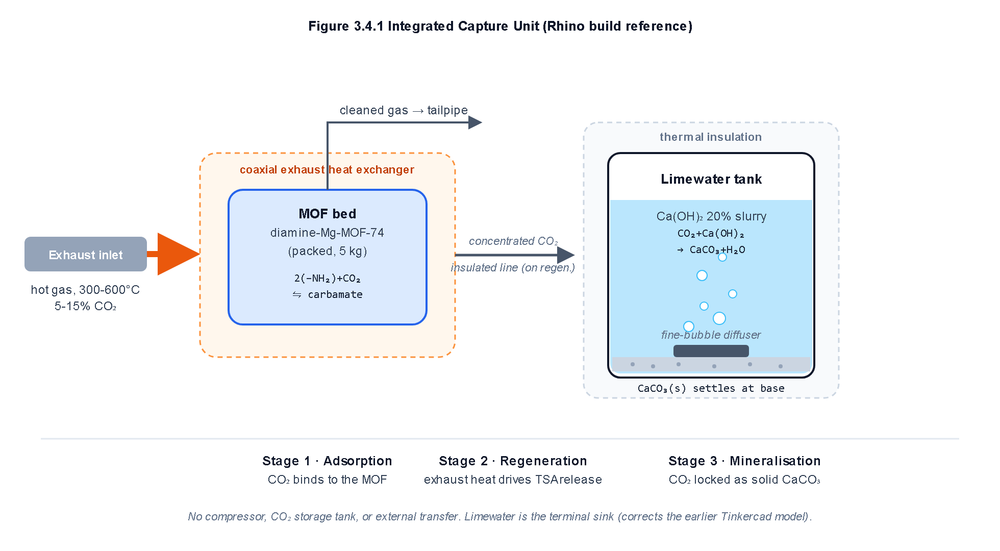 Figure 3.4.1 Integrated Capture Unit (Rhino build reference)
cleaned gas → tailpipe
coaxial exhaust heat exchanger
MOF bed
diamine-Mg-MOF-74
(packed, 5 kg)
2(–NH₂)+CO₂
⇋ carbamate
Exhaust inlet
hot gas, 300-600°C
5-15% CO₂
concentrated CO₂
insulated line (on regen.)
thermal insulation
Limewater tank
Ca(OH)₂ 20% slurry
CO₂+Ca(OH)₂
→ CaCO₃+H₂O
fine-bubble diffuser
CaCO₃(s) settles at base
Stage 1 · Adsorption
CO₂ binds to the MOF
Stage 2 · Regeneration
exhaust heat drives TSA release
Stage 3 · Mineralisation
CO₂ locked as solid CaCO₃
No compressor, CO₂ storage tank, or external transfer. Limewater is the terminal sink (corrects the earlier Tinkercad model).